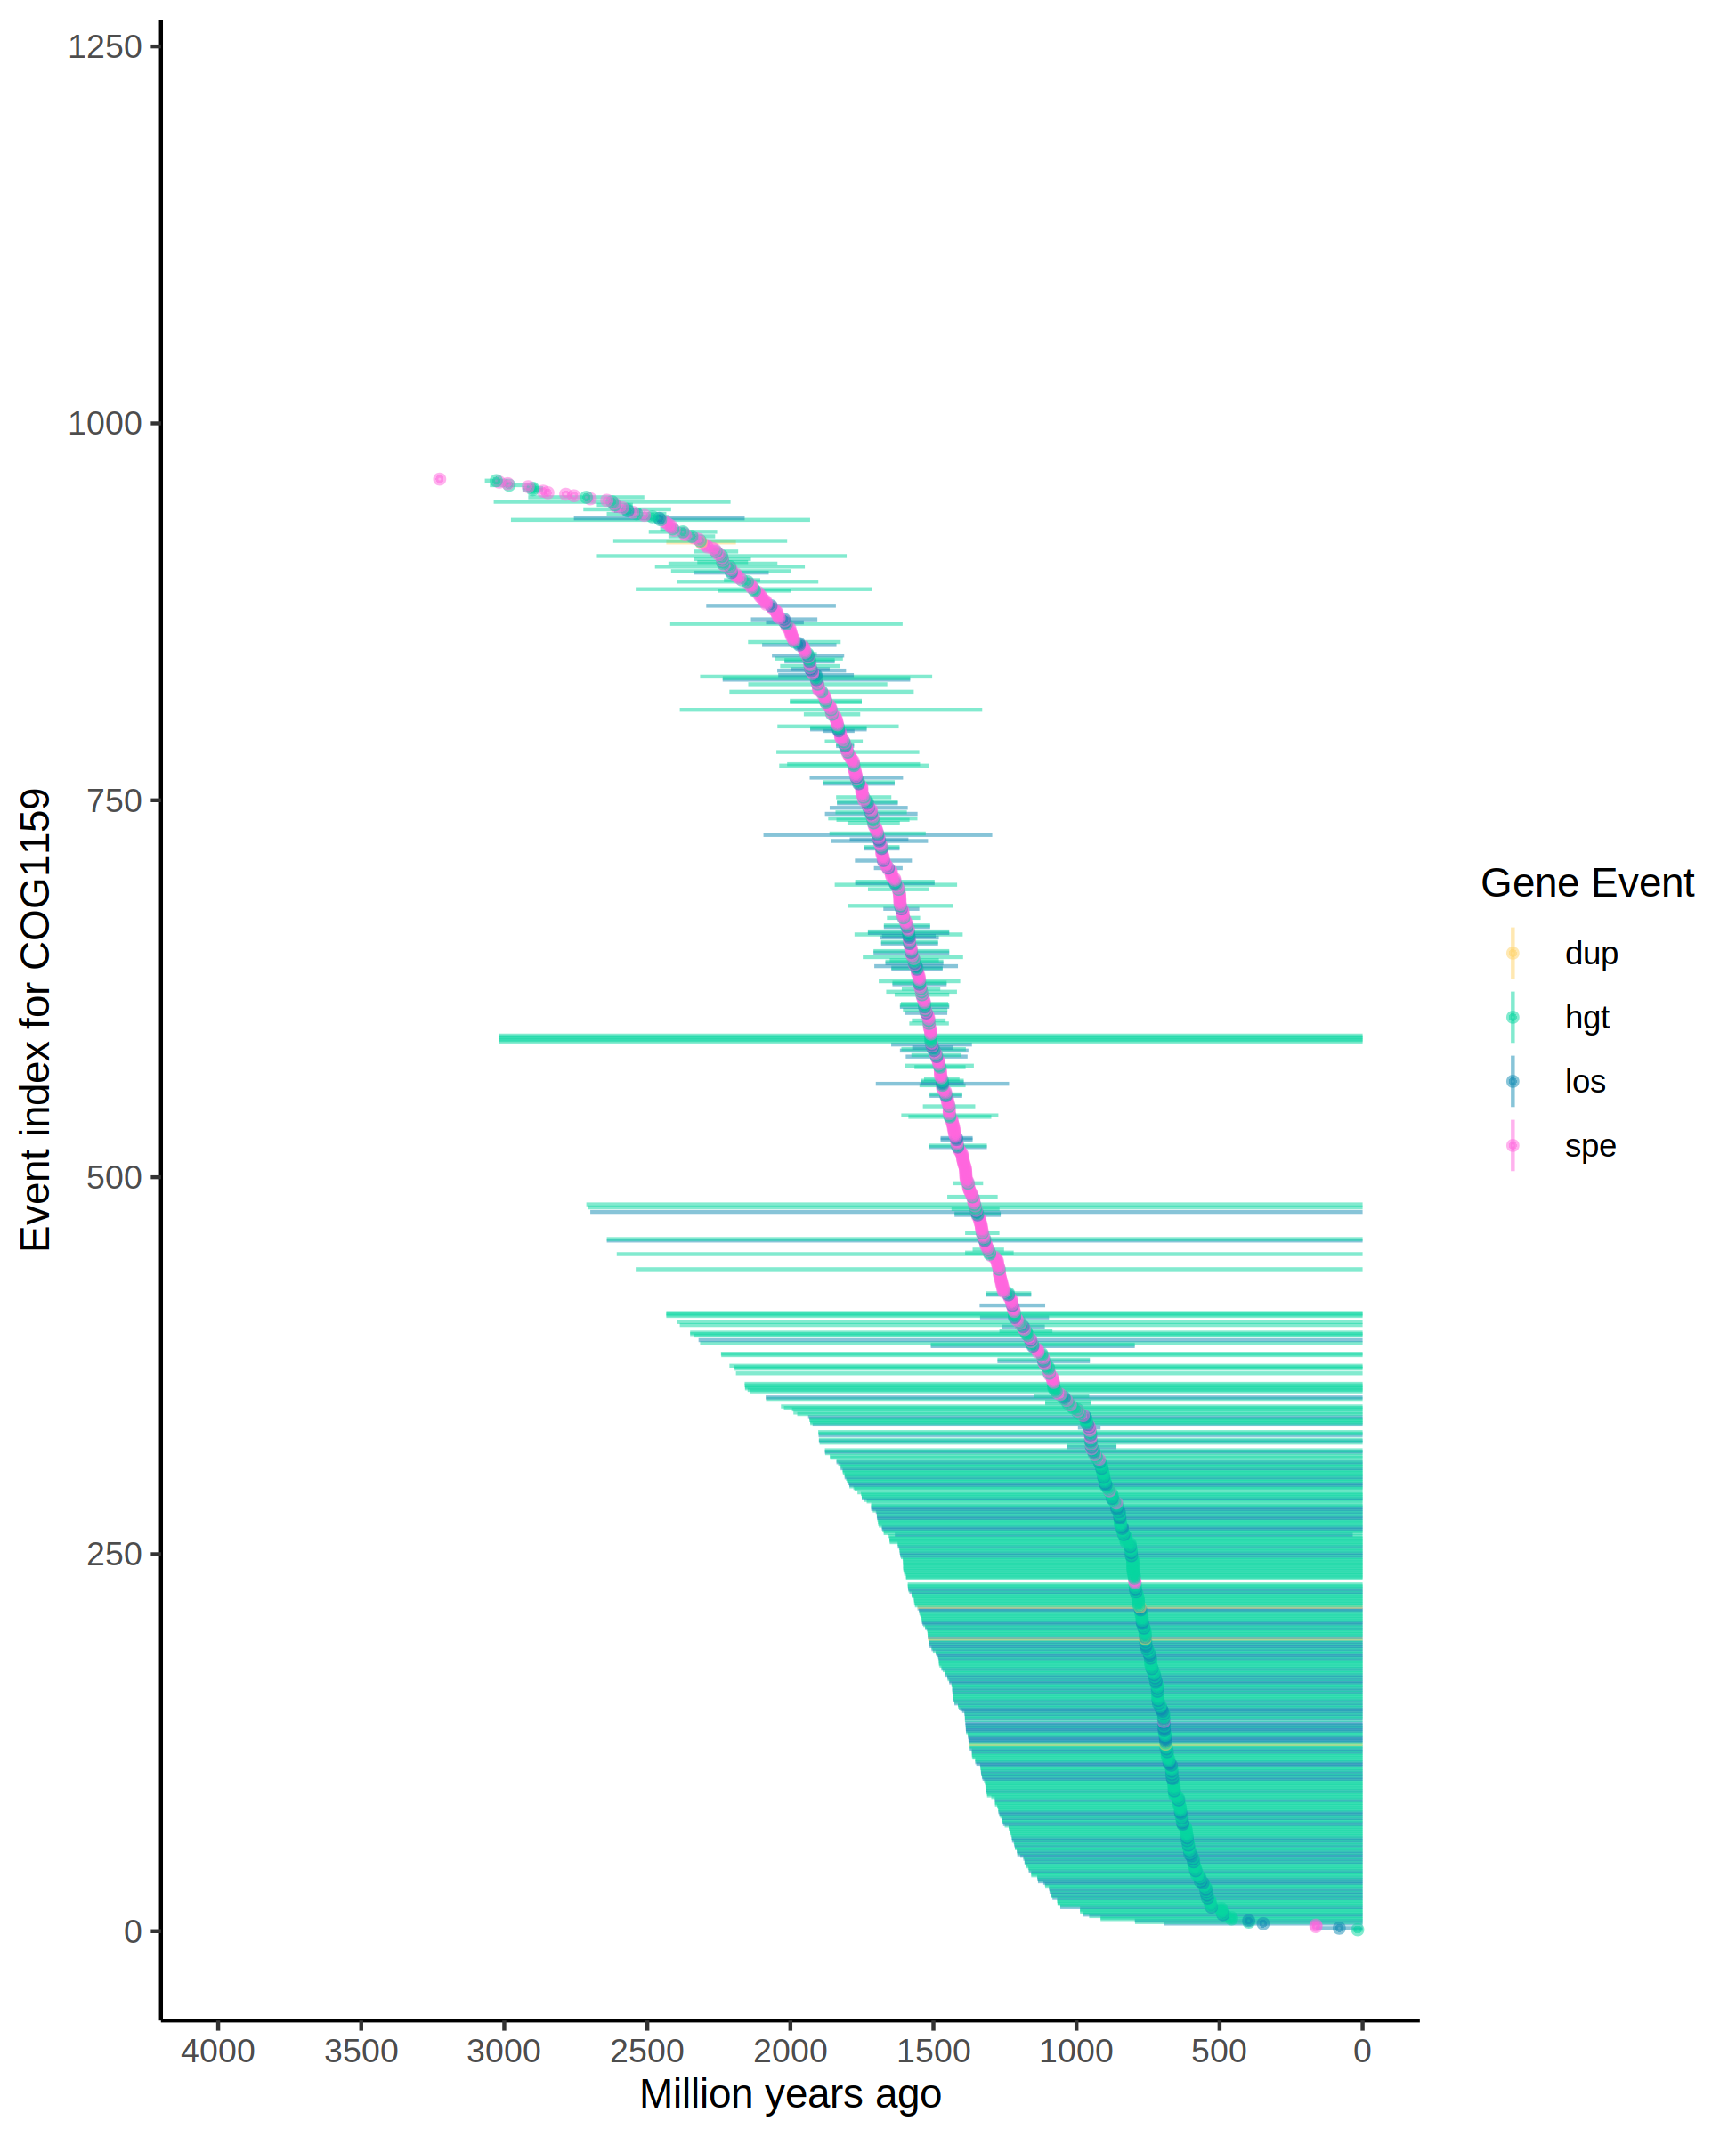 1250
1000
750
500
250
0
Event index for COG1159
4000 3500 3000 2500 2000 1500 1000 500 0
Million years ago
Gene Event
dup
hgt
los
spe